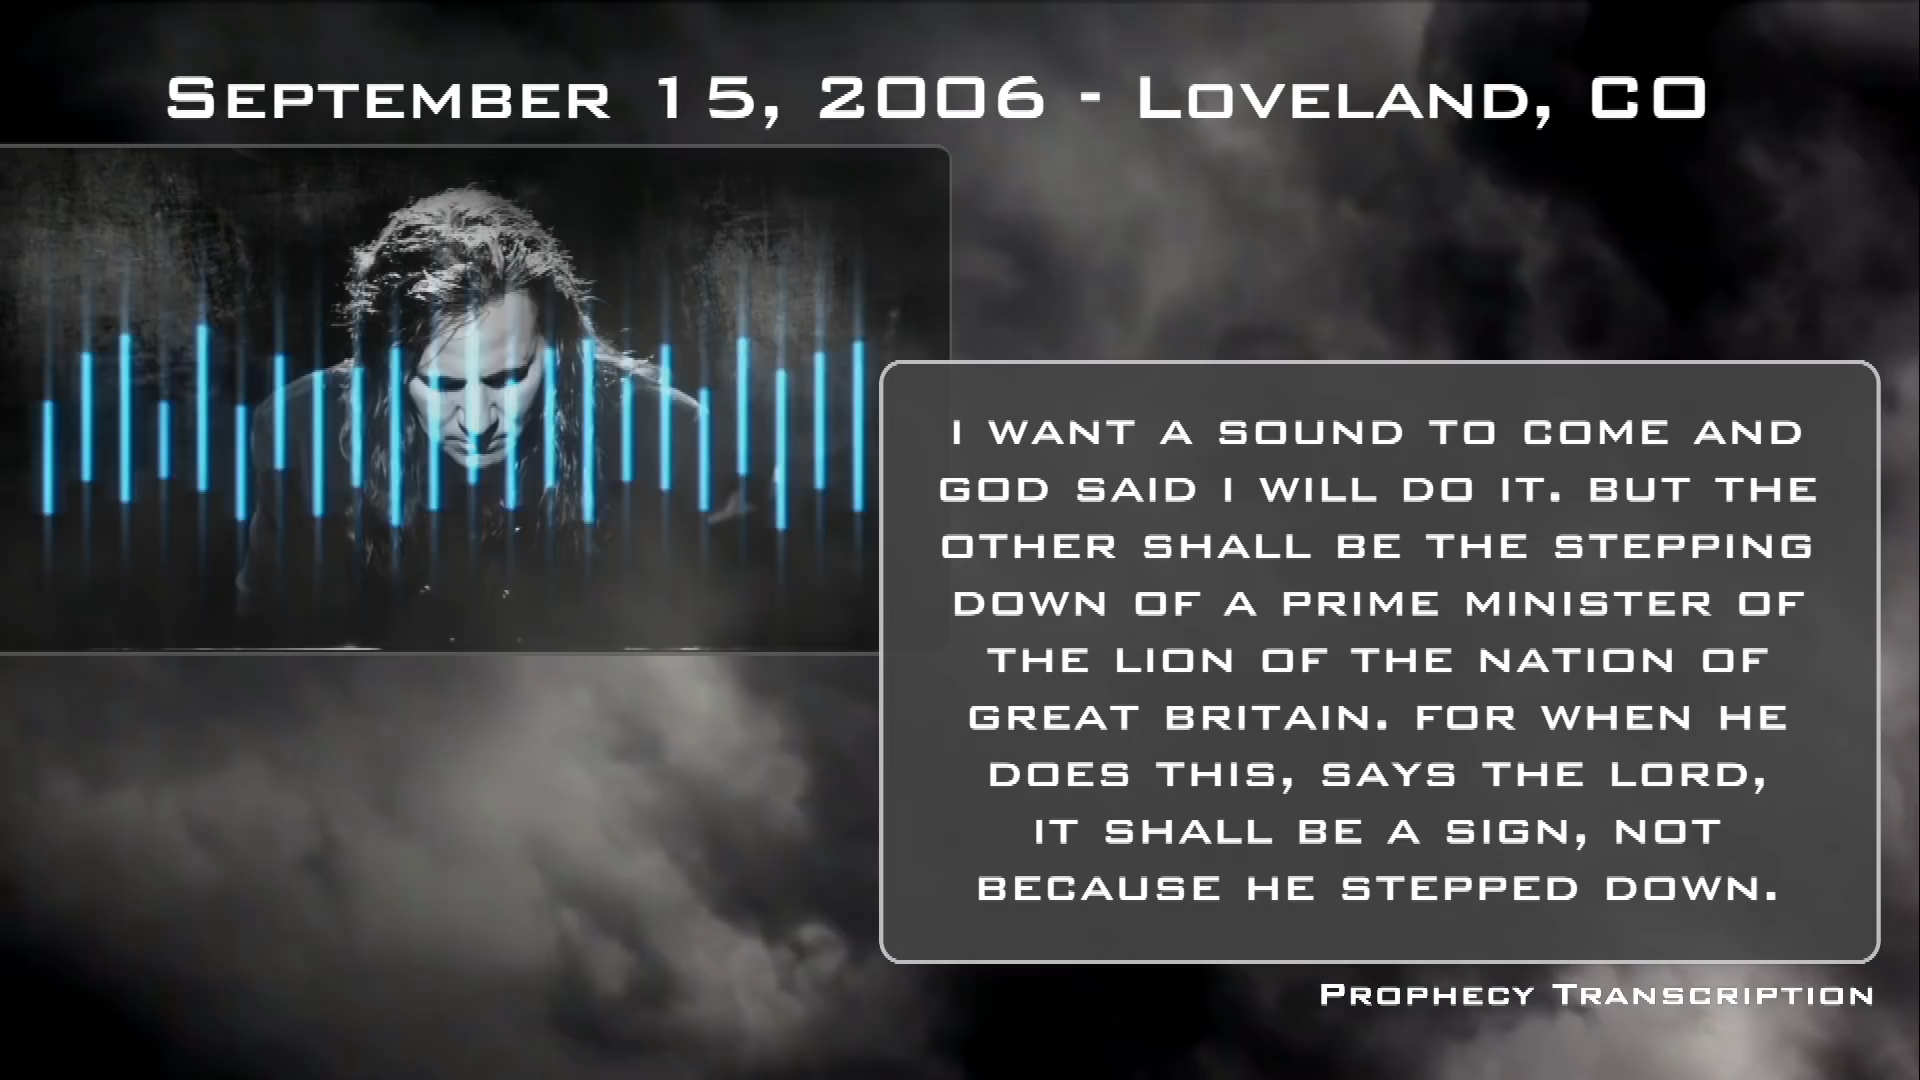 September 15, 2006 - Loveland, CO
I WANT A SOUND TO COME AND
GOD SAID I WILL DO IT. BUT THE
OTHER SHALL BE THE STEPPING
DOWN OF A PRIME MINISTER OF
THE LION OF THE NATION OF
GREAT BRITAIN. FOR WHEN HE
DOES THIS, SAYS THE LORD,
IT SHALL BE A SIGN, NOT
BECAUSE HE STEPPED DOWN.
Prophecy Transcription